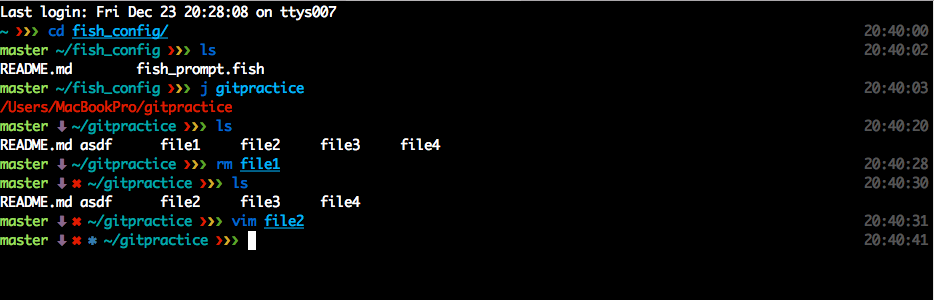 Last login: Fri Dec 23 20:28:08 on ttys007
~ ❯❯❯ cd fish_config/ 20:40:00
master ~/fish_config ❯❯❯ ls 20:40:02
README.md fish_prompt.fish
master ~/fish_config ❯❯❯ j gitpractice 20:40:03
/Users/MacBookPro/gitpractice
master ⬇ ~/gitpractice ❯❯❯ ls 20:40:20
README.md asdf file1 file2 file3 file4
master ⬇ ~/gitpractice ❯❯❯ rm file1 20:40:28
master ⬇ ✖ ~/gitpractice ❯❯❯ ls 20:40:30
README.md asdf file2 file3 file4
master ⬇ ✖ ~/gitpractice ❯❯❯ vim file2 20:40:31
master ⬇ ✖ ✱ ~/gitpractice ❯❯❯ 20:40:41